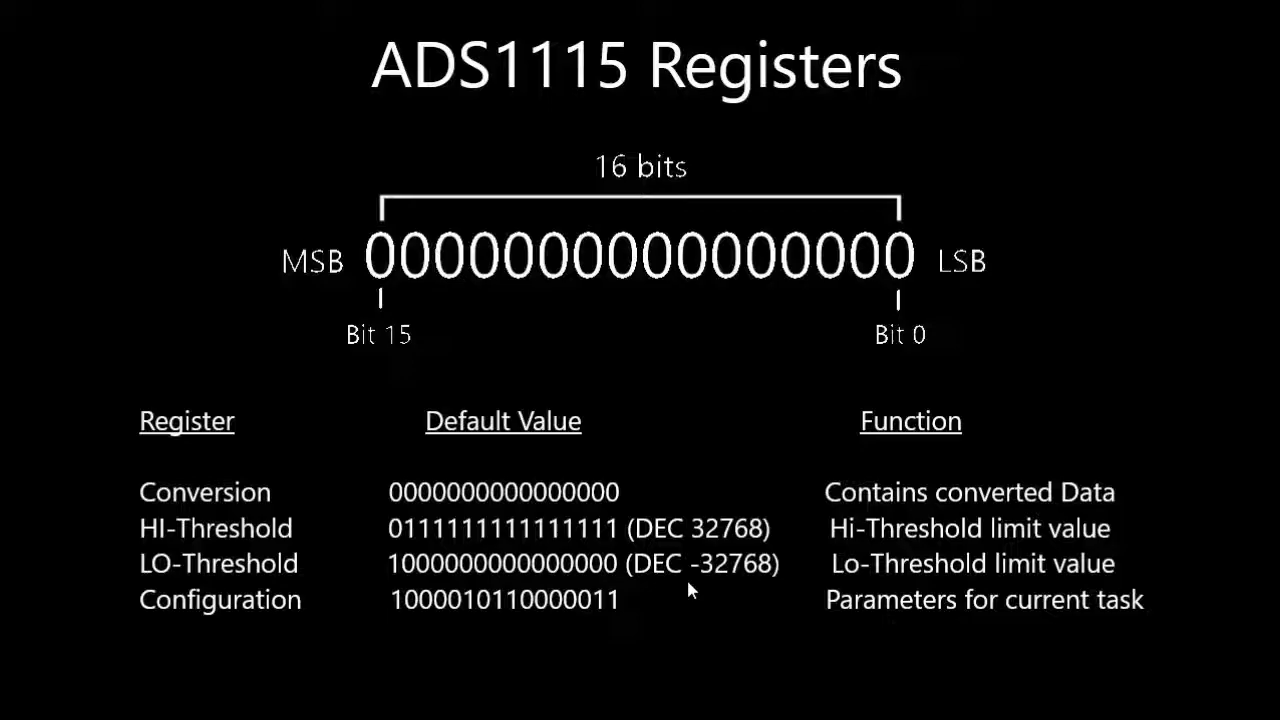 ADS1115 Registers
16 bits
MSB 0000000000000000 LSB
Bit 15 Bit 0
Register Default Value Function
Conversion 0000000000000000 Contains converted Data
HI-Threshold 0111111111111111 (DEC 32768) Hi-Threshold limit value
LO-Threshold 1000000000000000 (DEC -32768) Lo-Threshold limit value
Configuration 1000010110000011 Parameters for current task